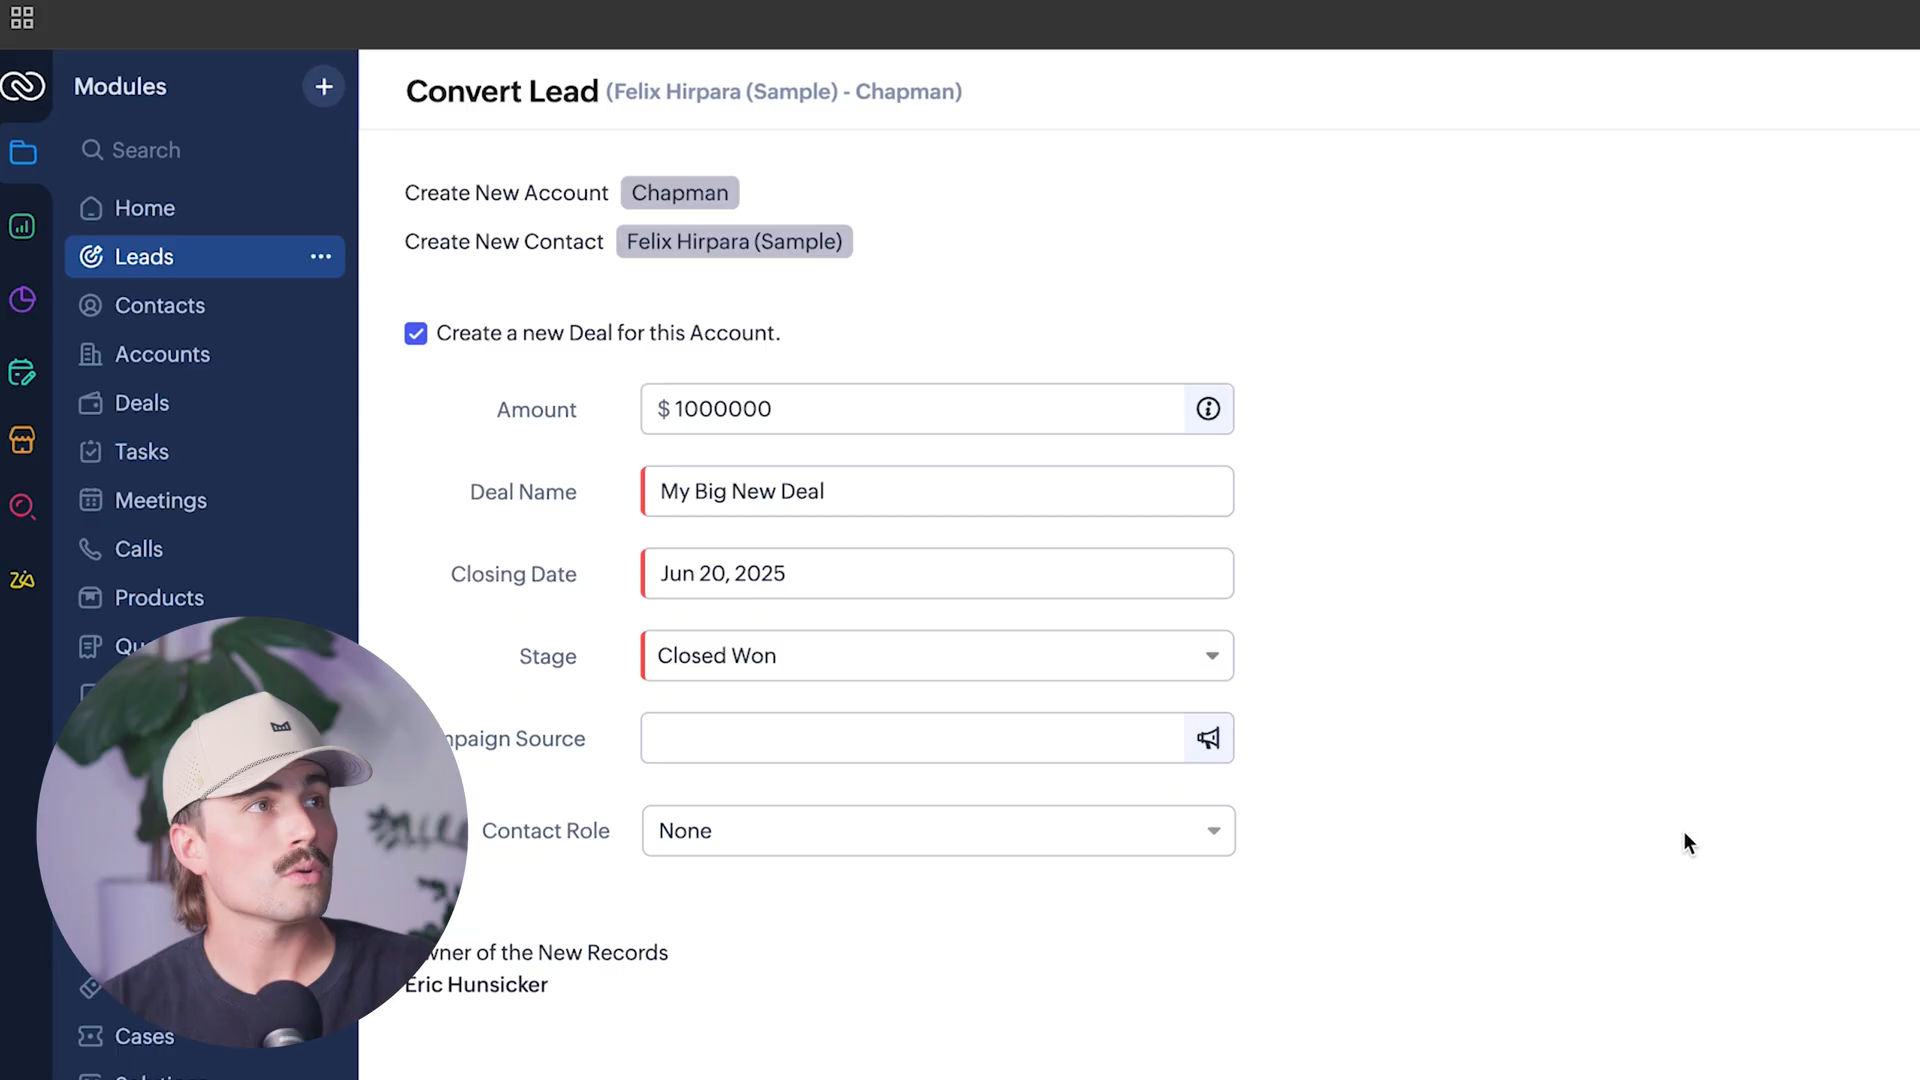 Modules
Search
Home
Leads
Contacts
Accounts
Deals
Tasks
Meetings
Calls
Products
Cases
Convert Lead (Felix Hirpara (Sample) - Chapman)
Create New Account Chapman
Create New Contact Felix Hirpara (Sample)
Create a new Deal for this Account.
Amount $ 1000000
Deal Name My Big New Deal
Closing Date Jun 20, 2025
Stage Closed Won
Source
Contact Role None
of the New Records
Eric Hunsicker